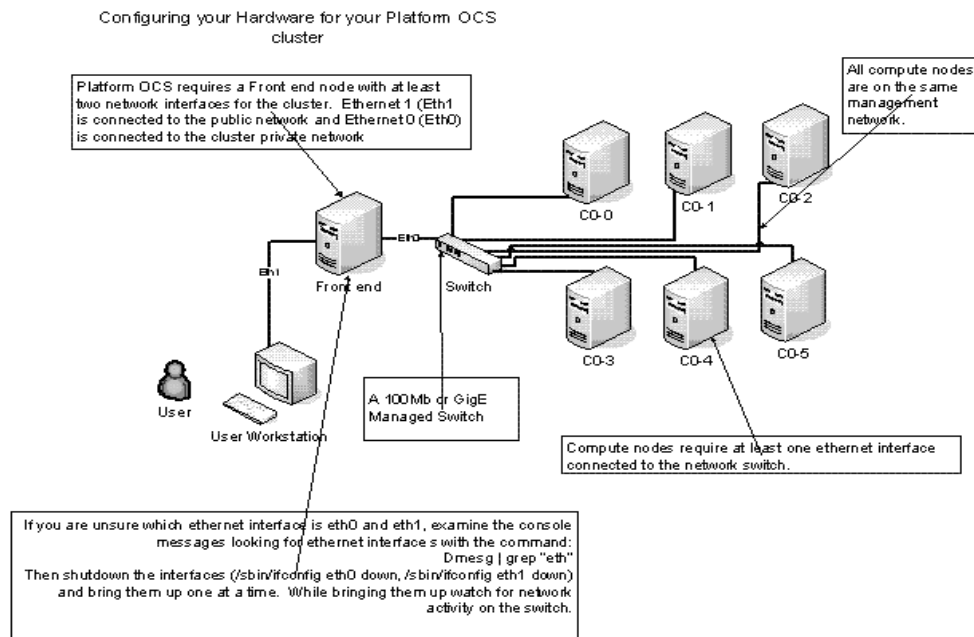 Configuring your Hardware for your Platform OCS
cluster
Platform OCS requires a Front end node with at least
two network interfaces for the cluster. Ethernet 1 (Eth1
is connected to the public network and Ethernet 0 (Eth0)
is connected to the cluster private network
All compute nodes
are on the same
management
network.
C0-0
C0-1
C0-2
Eth0
Eth1
Front end
Switch
C0-3
C0-4
C0-5
User
User Workstation
A 100Mb or GigE
Managed Switch
Compute nodes require at least one ethernet interface
connected to the network switch.
If you are unsure which ethernet interface is eth0 and eth1, examine the console
messages looking for ethernet interfaces with the command:
Dmesg | grep "eth"
Then shutdown the interfaces (/sbin/ifconfig eth0 down, /sbin/ifconfig eth1 down)
and bring them up one at a time. While bringing them up watch for network
activity on the switch.